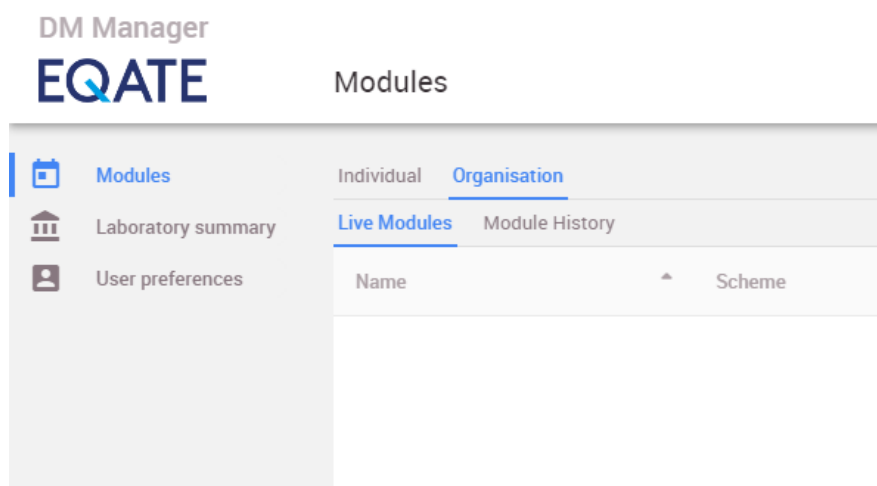 DM Manager
EQATE
Modules
Modules
Laboratory summary
User preferences
Individual Organisation
Live Modules Module History
Name Scheme